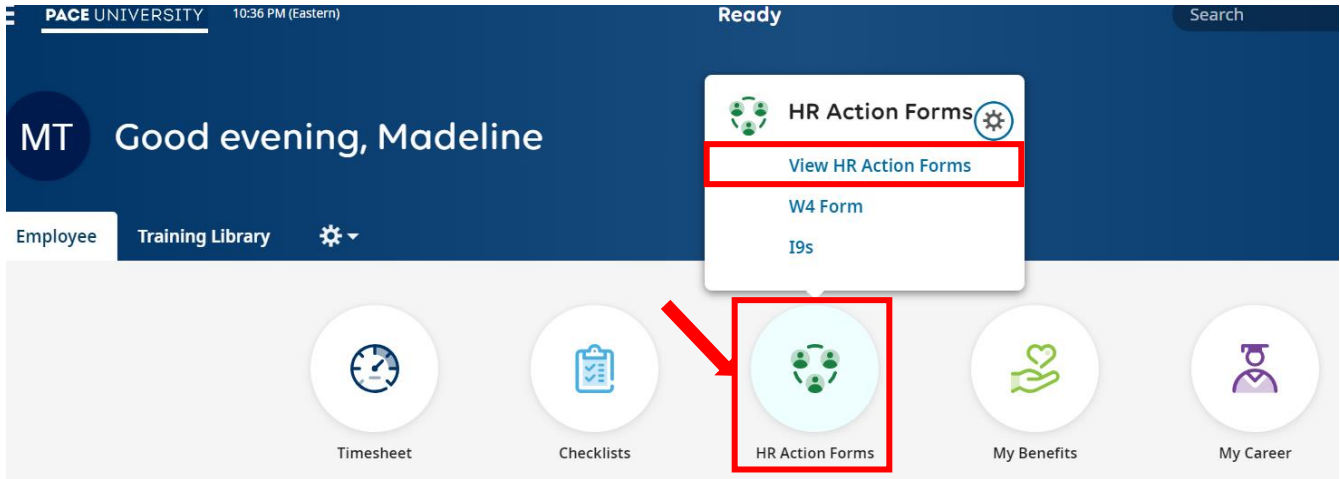 PACE UNIVERSITY 10:36 PM (Eastern) Ready Search
HR Action Forms
MT Good evening, Madeline
View HR Action Forms
W4 Form
Employee Training Library
I9s
Timesheet Checklists HR Action Forms My Benefits My Career